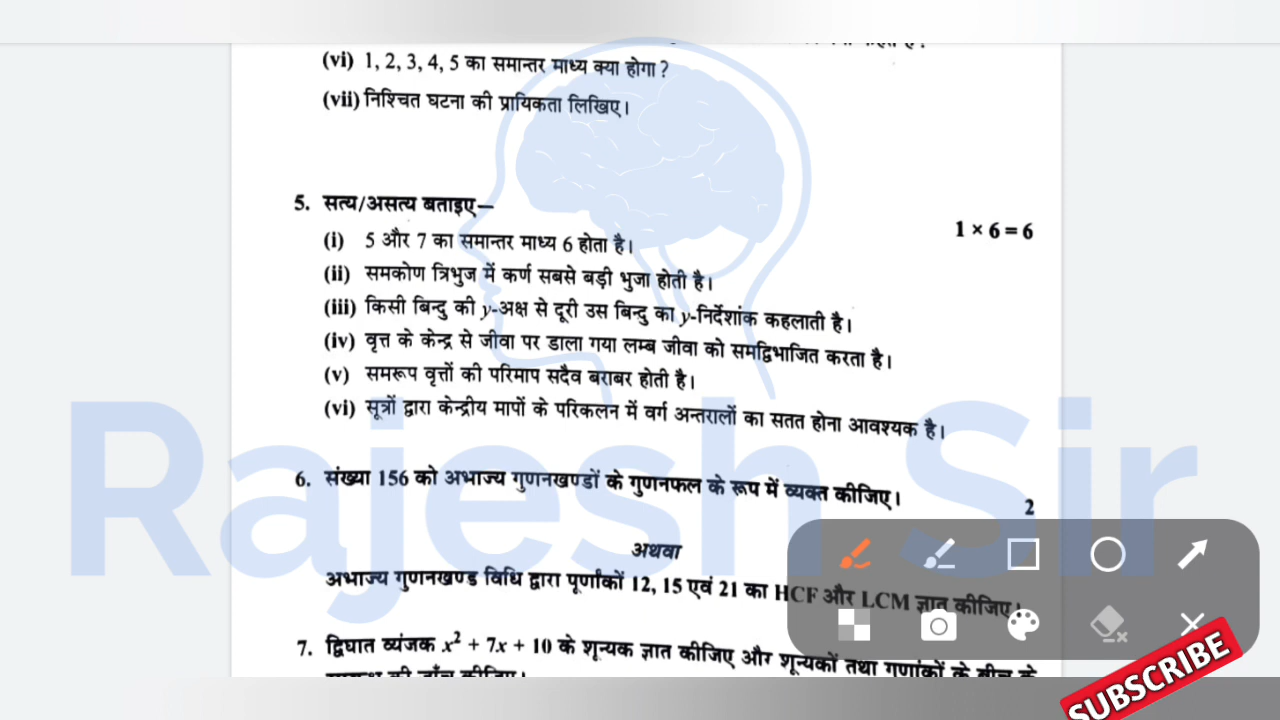 (vi) 1, 2, 3, 4, 5 का समान्तर माध्य क्या होगा ?
(vii) निश्चित घटना की प्रायिकता लिखिए।
5. सत्य/असत्य बताइए—
1 × 6 = 6
(i) 5 और 7 का समान्तर माध्य 6 होता है।
(ii) समकोण त्रिभुज में कर्ण सबसे बड़ी भुजा होती है।
(iii) किसी बिन्दु की y-अक्ष से दूरी उस बिन्दु का y-निर्देशांक कहलाती है।
(iv) वृत्त के केन्द्र से जीवा पर डाला गया लम्ब जीवा को समद्विभाजित करता है।
(v) समरूप वृत्तों की परिमाप सदैव बराबर होती है।
(vi) सूत्रों द्वारा केन्द्रीय मापों के परिकलन में वर्ग अन्तरालों का सतत होना आवश्यक है।
Rajesh Sir
6. संख्या 156 को अभाज्य गुणनखण्डों के गुणनफल के रूप में व्यक्त कीजिए।
2
अथवा
अभाज्य गुणनखण्ड विधि द्वारा पूर्णांकों 12, 15 एवं 21 का HCF और LCM ज्ञात कीजिए।
7. द्विघात व्यंजक x² + 7x + 10 के शून्यक ज्ञात कीजिए और शून्यकों तथा गुणांकों के बीच के
SUBSCRIBE